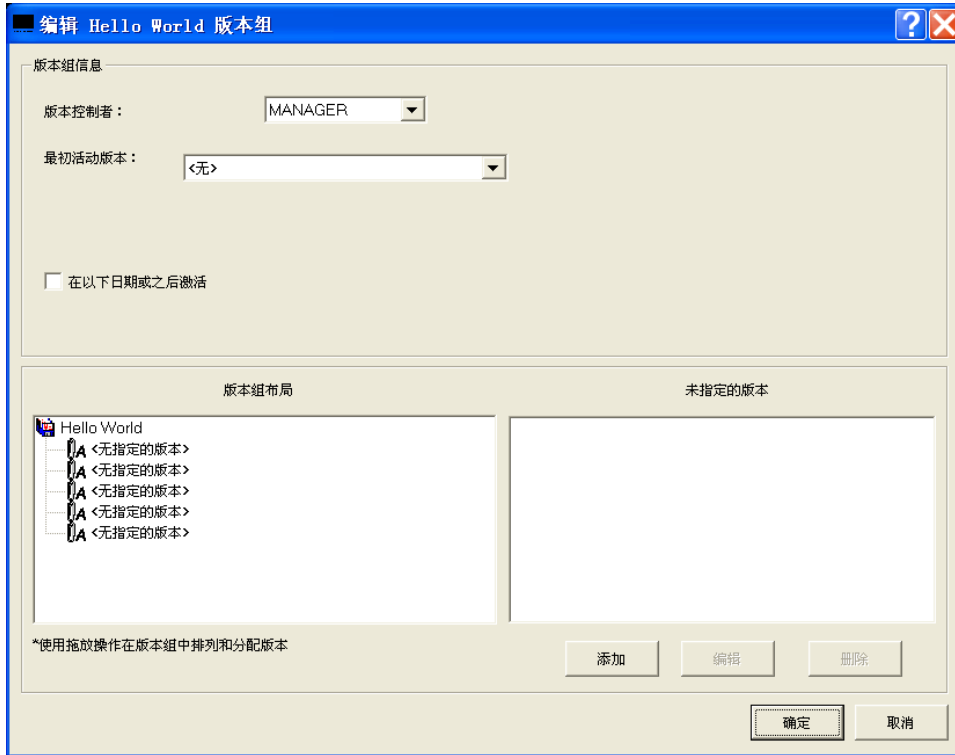 编辑 Hello World 版本组
版本组信息
版本控制者：
MANAGER
最初活动版本：
<无>
在以下日期或之后激活
版本组布局
未指定的版本
Hello World
<无指定的版本>
<无指定的版本>
<无指定的版本>
<无指定的版本>
<无指定的版本>
*使用拖放操作在版本组中排列和分配版本
添加
编辑
删除
确定
取消